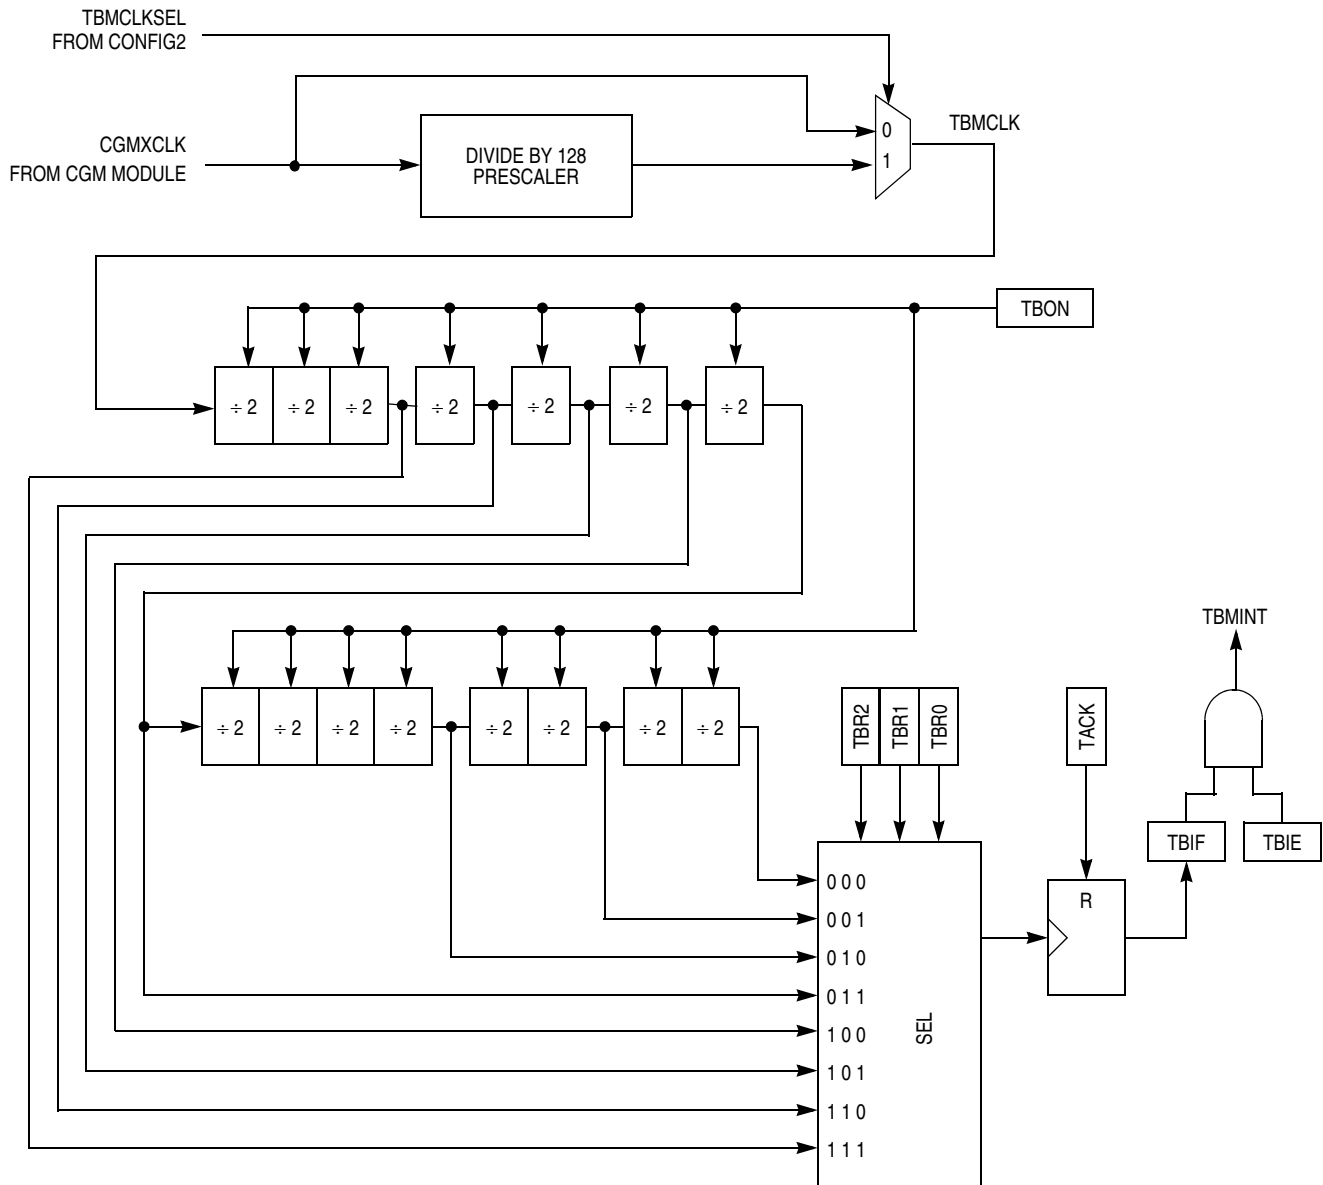 TBMCLKSEL
FROM CONFIG2
CGMXCLK
FROM CGM MODULE
DIVIDE BY 128
PRESCALER
0
1
TBMCLK
TBON
÷ 2
÷ 2
÷ 2
÷ 2
÷ 2
÷ 2
÷ 2
TBMINT
÷ 2
÷ 2
÷ 2
÷ 2
÷ 2
÷ 2
÷ 2
÷ 2
TBR2
TBR1
TBR0
TACK
TBIF
TBIE
R
0 0 0
0 0 1
0 1 0
0 1 1
1 0 0
1 0 1
1 1 0
1 1 1
SEL